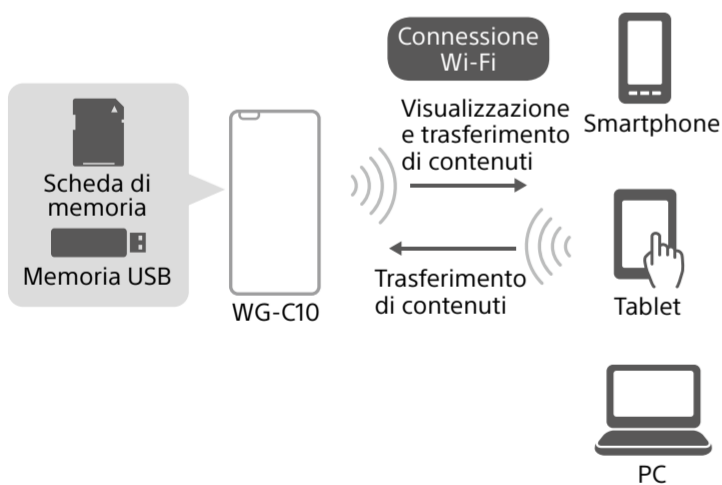 Connessione
Wi-Fi
Scheda di
memoria
Memoria USB
WG-C10
Visualizzazione
e trasferimento
di contenuti
Trasferimento
di contenuti
Smartphone
Tablet
PC